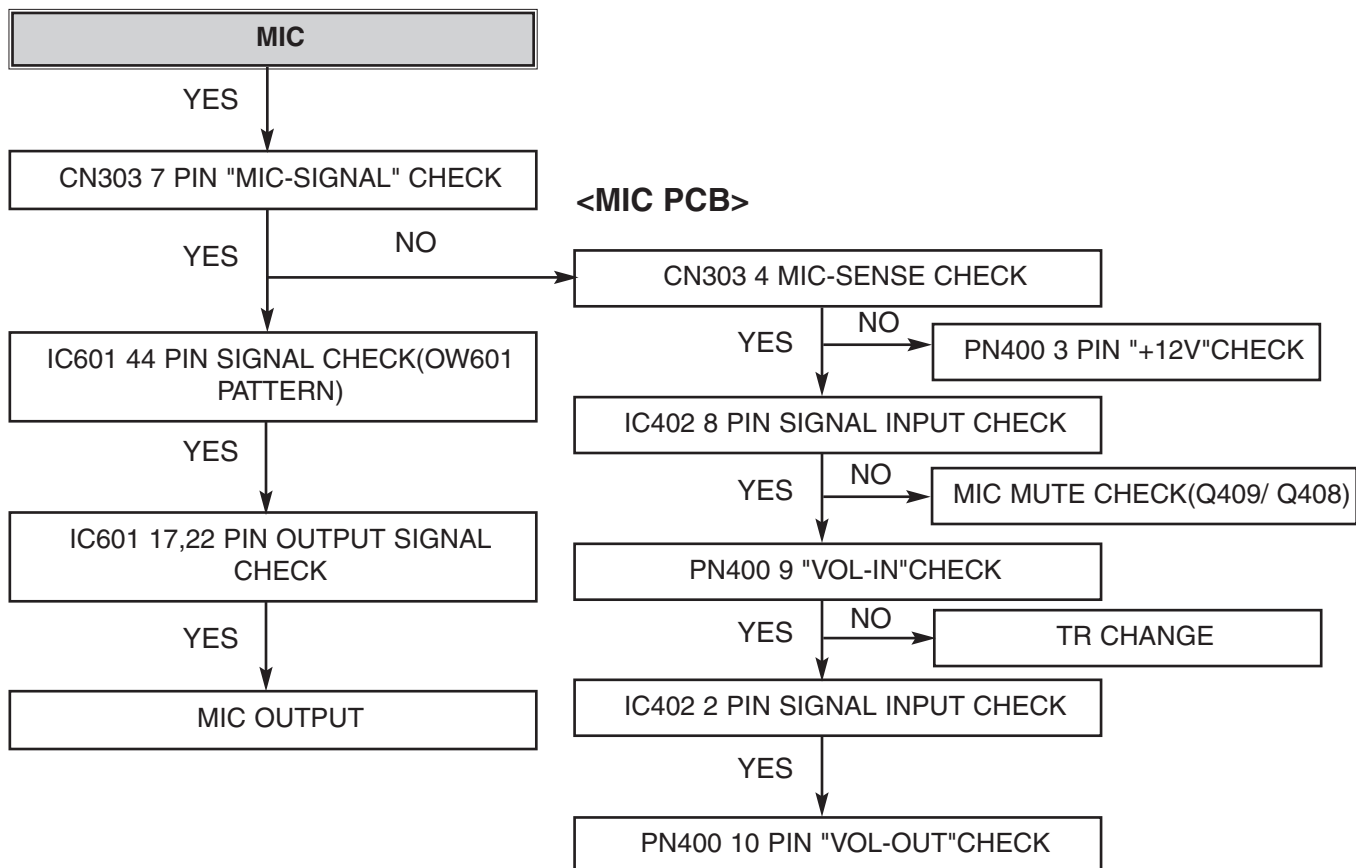 MIC
YES
CN303 7 PIN "MIC-SIGNAL" CHECK
YES
NO
IC601 44 PIN SIGNAL CHECK(OW601
PATTERN)
YES
IC601 17,22 PIN OUTPUT SIGNAL
CHECK
YES
MIC OUTPUT
<MIC PCB>
CN303 4 MIC-SENSE CHECK
YES
NO
PN400 3 PIN "+12V"CHECK
IC402 8 PIN SIGNAL INPUT CHECK
YES
NO
MIC MUTE CHECK(Q409/ Q408)
PN400 9 "VOL-IN"CHECK
YES
NO
TR CHANGE
IC402 2 PIN SIGNAL INPUT CHECK
YES
PN400 10 PIN "VOL-OUT"CHECK